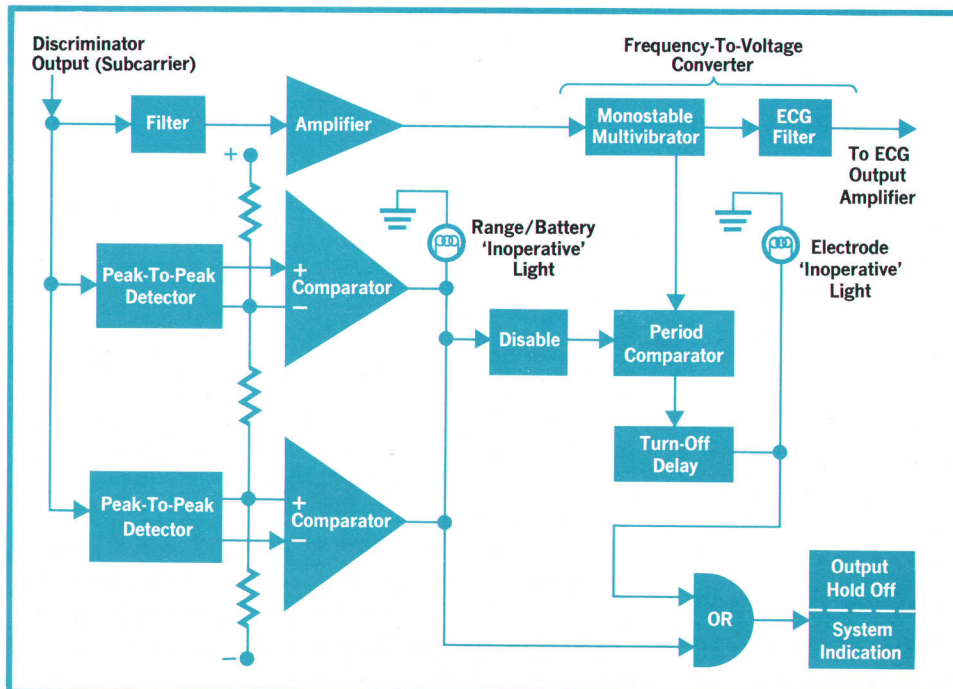 Discriminator
Output (Subcarrier)
Frequency-To-Voltage
Converter
Filter
Amplifier
Monostable
Multivibrator
ECG
Filter
To ECG
Output
Amplifier
+
Range/Battery
'Inoperative'
Light
Electrode
'Inoperative'
Light
Peak-To-Peak
Detector
+
Comparator
−
Disable
Period
Comparator
Turn-Off
Delay
Peak-To-Peak
Detector
+
Comparator
−
Output
Hold Off
OR
System
Indication
−